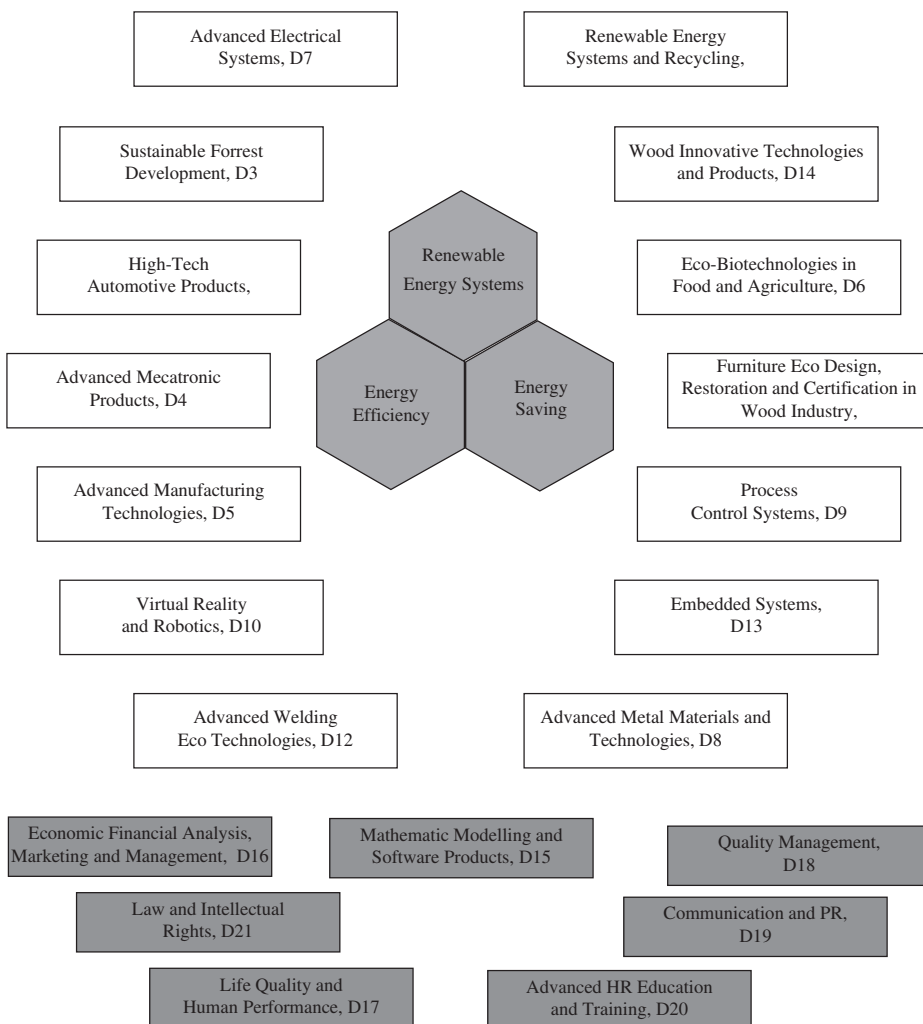 Advanced Electrical
Systems, D7
Renewable Energy
Systems and Recycling,
Sustainable Forrest
Development, D3
Wood Innovative Technologies
and Products, D14
Renewable
Energy Systems
High-Tech
Automotive Products,
Eco-Biotechnologies in
Food and Agriculture, D6
Advanced Mecatronic
Products, D4
Energy
Efficiency
Energy
Saving
Furniture Eco Design,
Restoration and Certification in
Wood Industry,
Advanced Manufacturing
Technologies, D5
Process
Control Systems, D9
Virtual Reality
and Robotics, D10
Embedded Systems,
D13
Advanced Welding
Eco Technologies, D12
Advanced Metal Materials and
Technologies, D8
Economic Financial Analysis,
Marketing and Management, D16
Mathematic Modelling and
Software Products, D15
Quality Management,
D18
Law and Intellectual
Rights, D21
Communication and PR,
D19
Life Quality and
Human Performance, D17
Advanced HR Education
and Training, D20